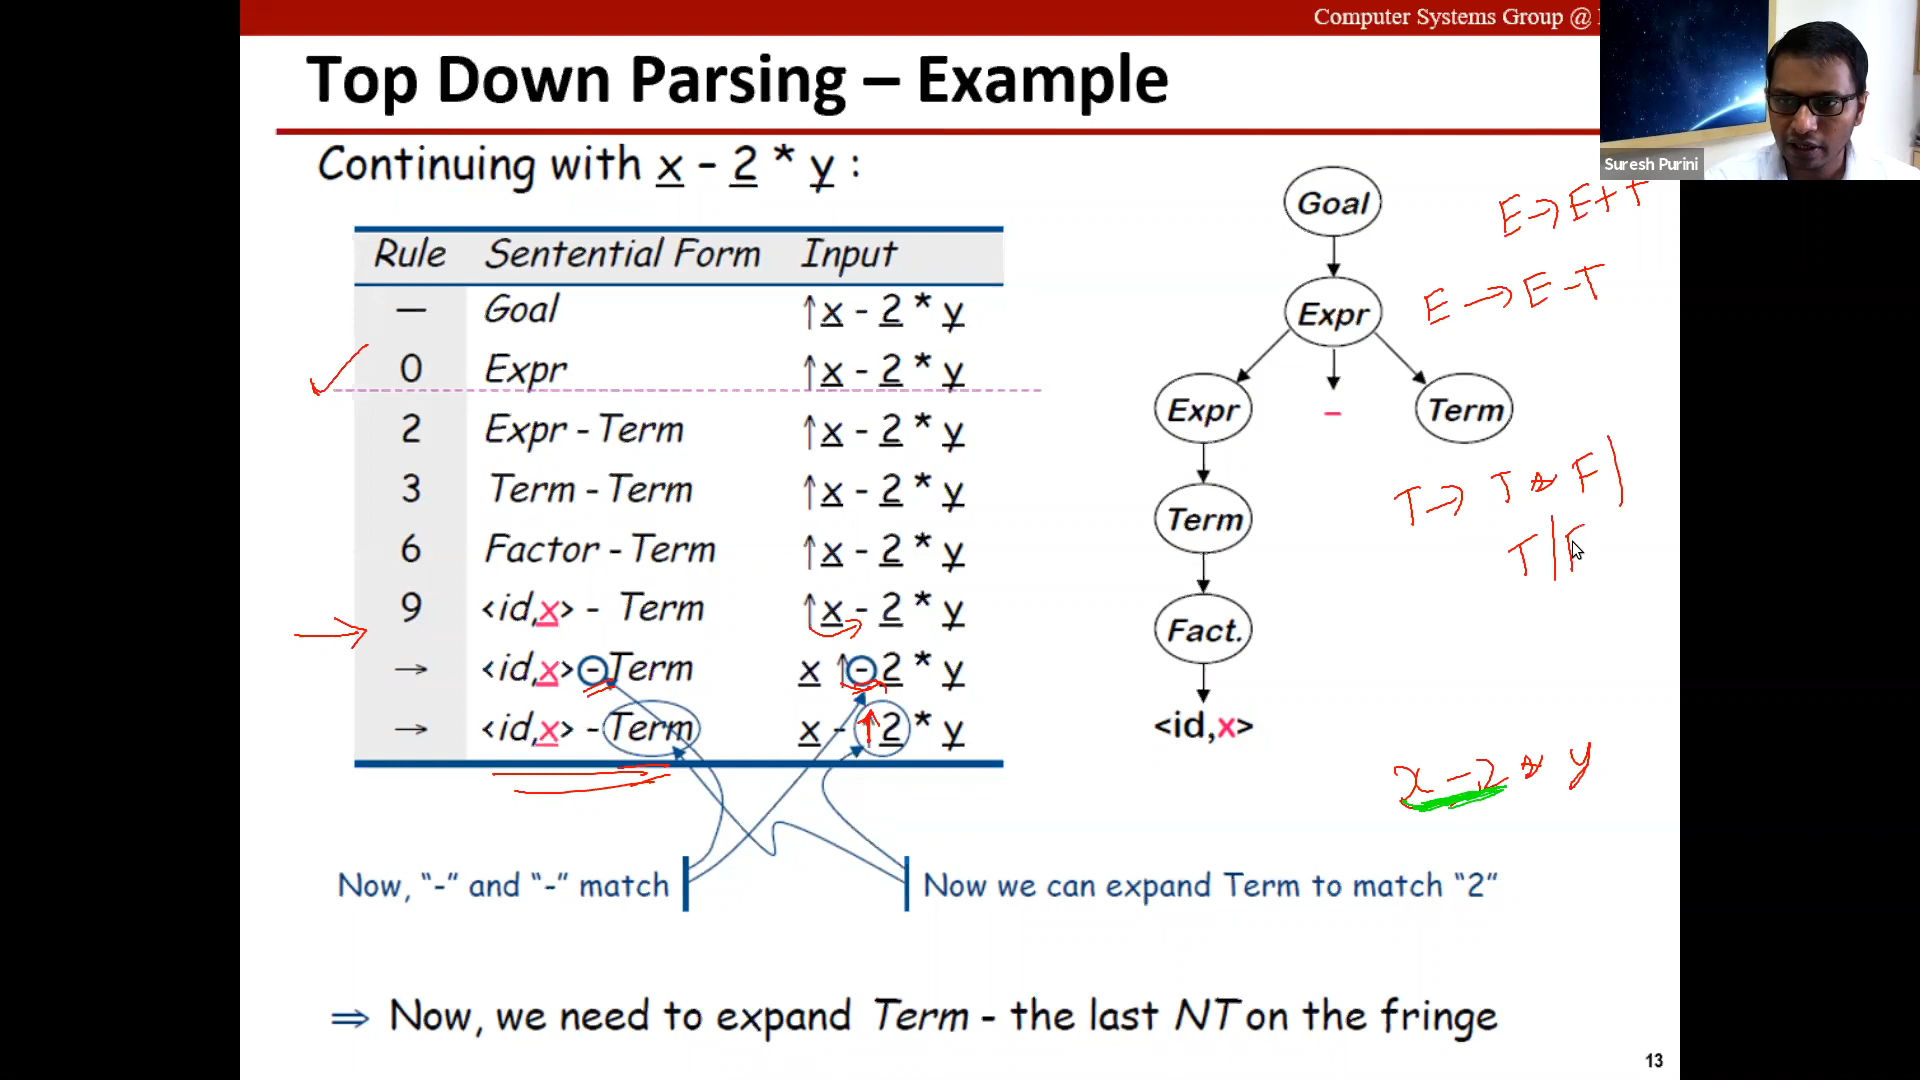 Computer Systems Group @
Top Down Parsing – Example
Suresh Purini
Continuing with x – 2 * y :
Rule Sentential Form Input
— Goal ↑x - 2 * y
0 Expr ↑x - 2 * y
2 Expr - Term ↑x - 2 * y
3 Term - Term ↑x - 2 * y
6 Factor - Term ↑x - 2 * y
9 <id,x> - Term ↑x - 2 * y
→ <id,x> - Term x ↑- 2 * y
→ <id,x> - Term x - ↑2 * y
Goal
Expr
Expr – Term
Term
Fact.
<id,x>
E → E + T
E → E - T
T → T * F |
T | F
x - 2 * y
Now, “-” and “-” match
Now we can expand Term to match “2”
⇒ Now, we need to expand Term - the last NT on the fringe
13